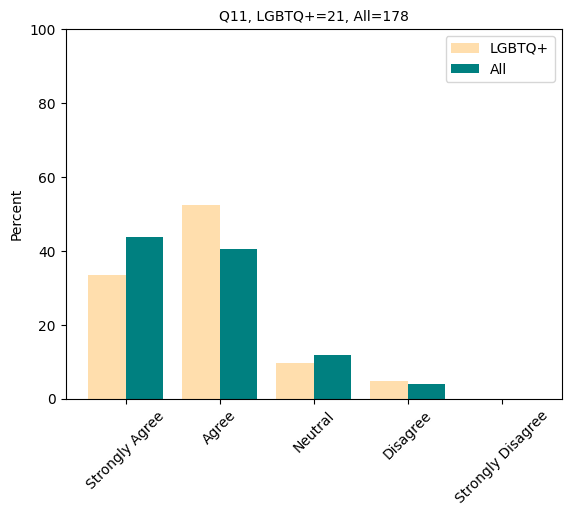 Q11, LGBTQ+=21, All=178
100
80
60
40
20
0
Percent
LGBTQ+
All
Strongly Agree
Agree
Neutral
Disagree
Strongly Disagree